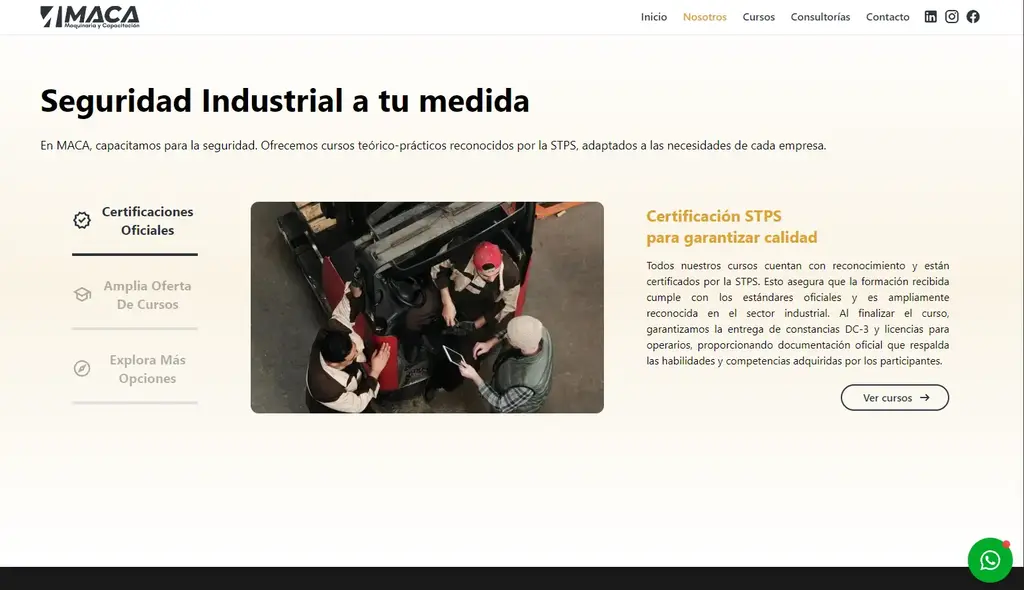 MACA
Maquinaria y Capacitación
Inicio Nosotros Cursos Consultorías Contacto
Seguridad Industrial a tu medida
En MACA, capacitamos para la seguridad. Ofrecemos cursos teórico-prácticos reconocidos por la STPS, adaptados a las necesidades de cada empresa.
Certificaciones
Oficiales
Amplia Oferta
De Cursos
Explora Más
Opciones
Certificación STPS
para garantizar calidad
Todos nuestros cursos cuentan con reconocimiento y están
certificados por la STPS. Esto asegura que la formación recibida
cumple con los estándares oficiales y es ampliamente
reconocida en el sector industrial. Al finalizar el curso,
garantizamos la entrega de constancias DC-3 y licencias para
operarios, proporcionando documentación oficial que respalda
las habilidades y competencias adquiridas por los participantes.
Ver cursos →